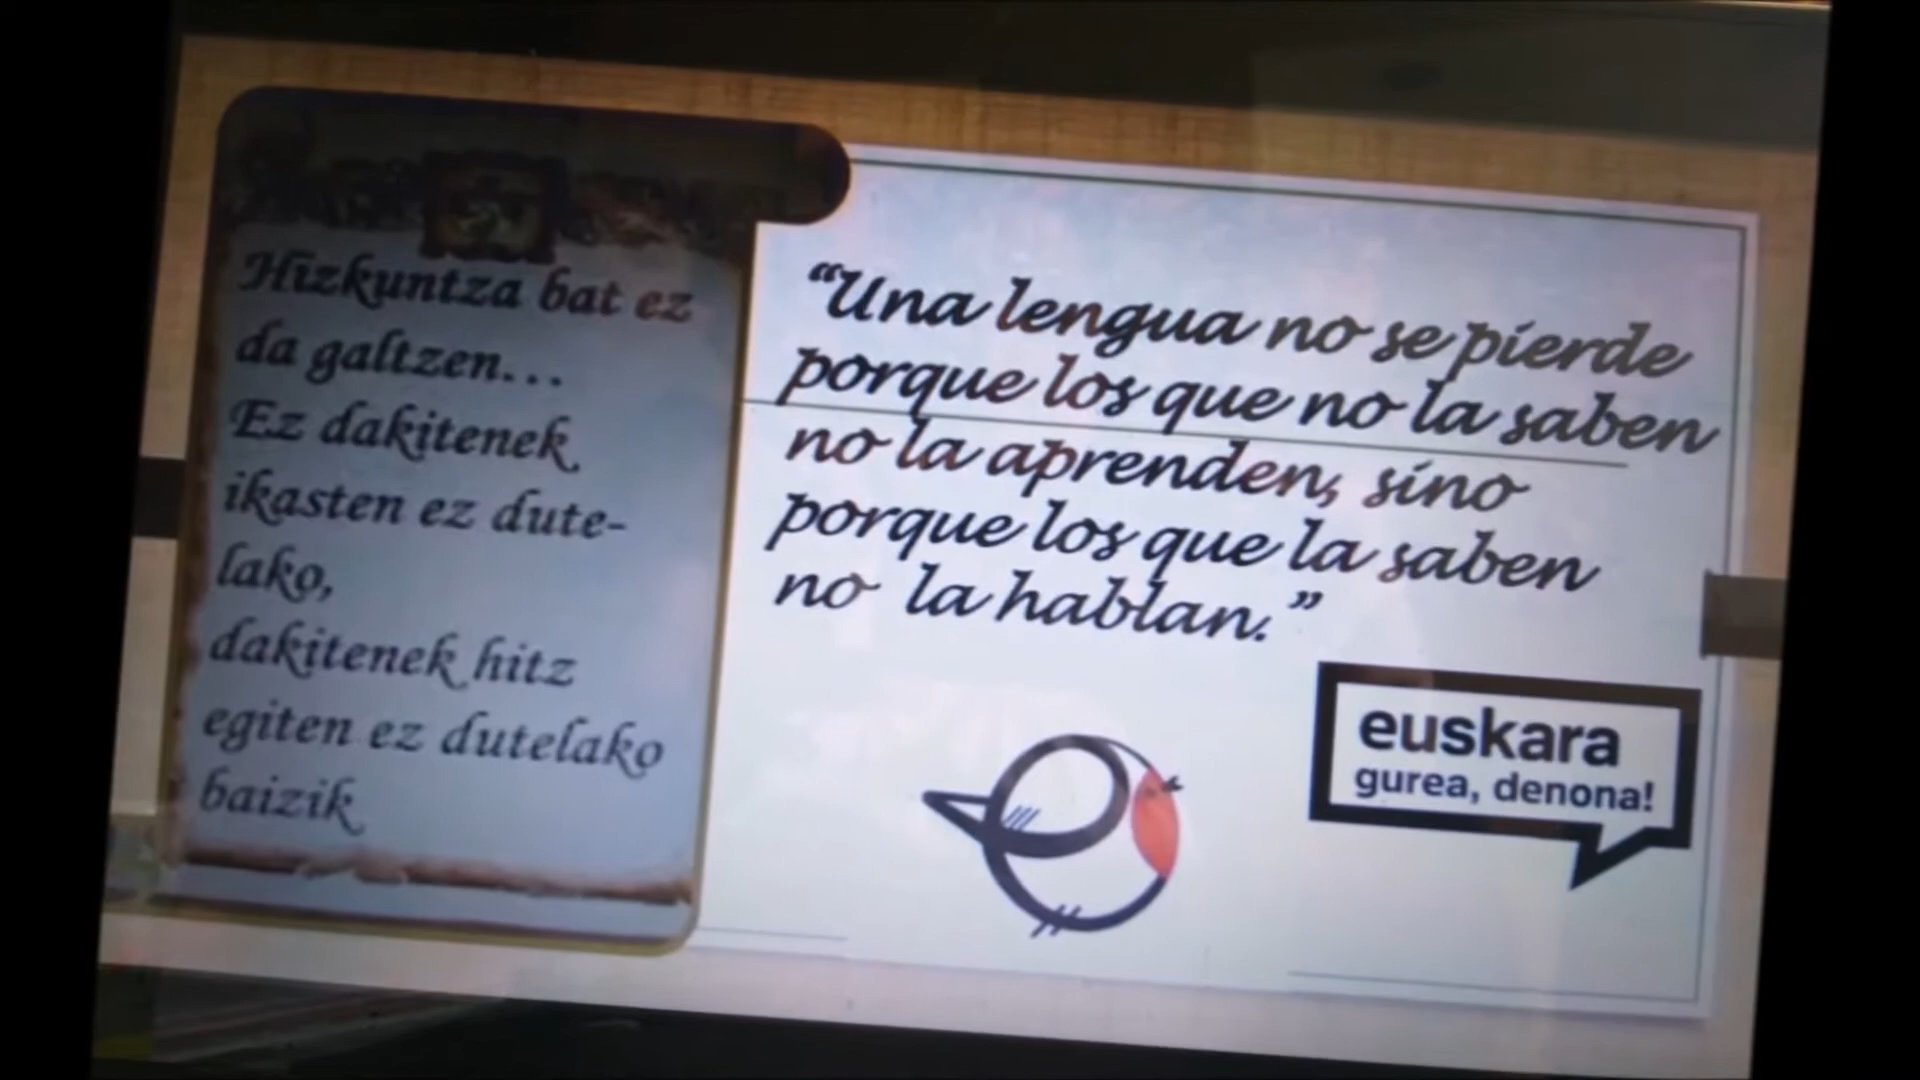 Hizkuntza bat ez
da galtzen...
Ez dakitenek
ikasten ez dute-
lako,
dakitenek hitz
egiten ez dutelako
baizik
“Una lengua no se pierde
porque los que no la saben
no la aprenden, sino
porque los que la saben
no la hablan.”
euskara
gurea, denona!